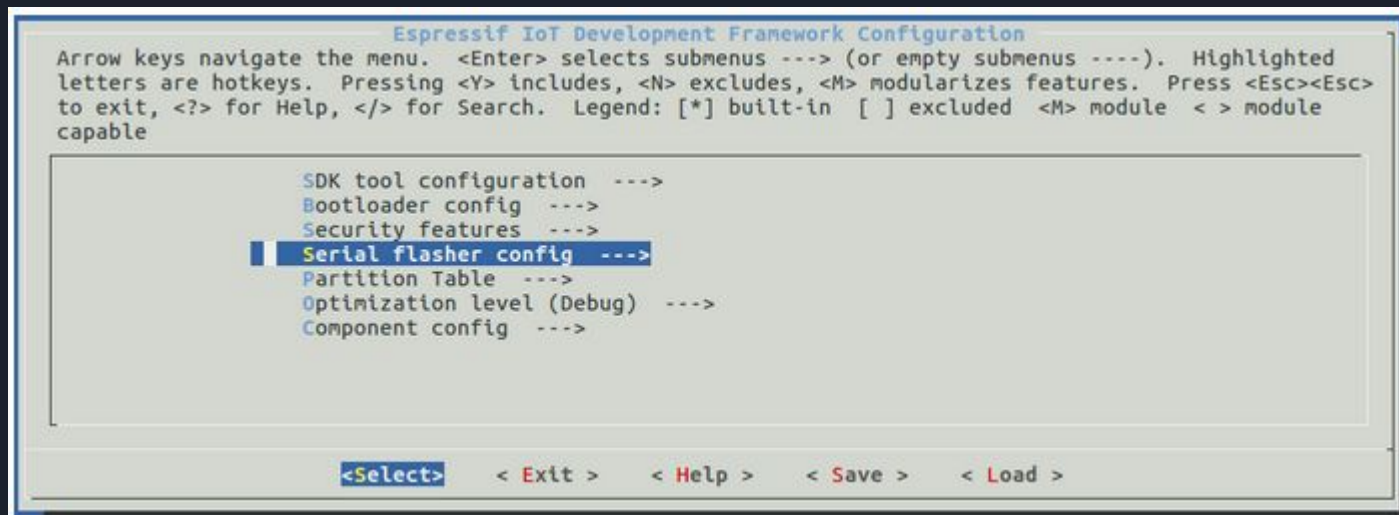 Espressif IoT Development Framework Configuration
Arrow keys navigate the menu. <Enter> selects submenus ---> (or empty submenus ----). Highlighted
letters are hotkeys. Pressing <Y> includes, <N> excludes, <M> modularizes features. Press <Esc><Esc>
to exit, <?> for Help, </> for Search. Legend: [*] built-in [ ] excluded <M> module < > module
capable
SDK tool configuration --->
Bootloader config --->
Security features --->
Serial flasher config --->
Partition Table --->
Optimization level (Debug) --->
Component config --->
<Select> < Exit > < Help > < Save > < Load >